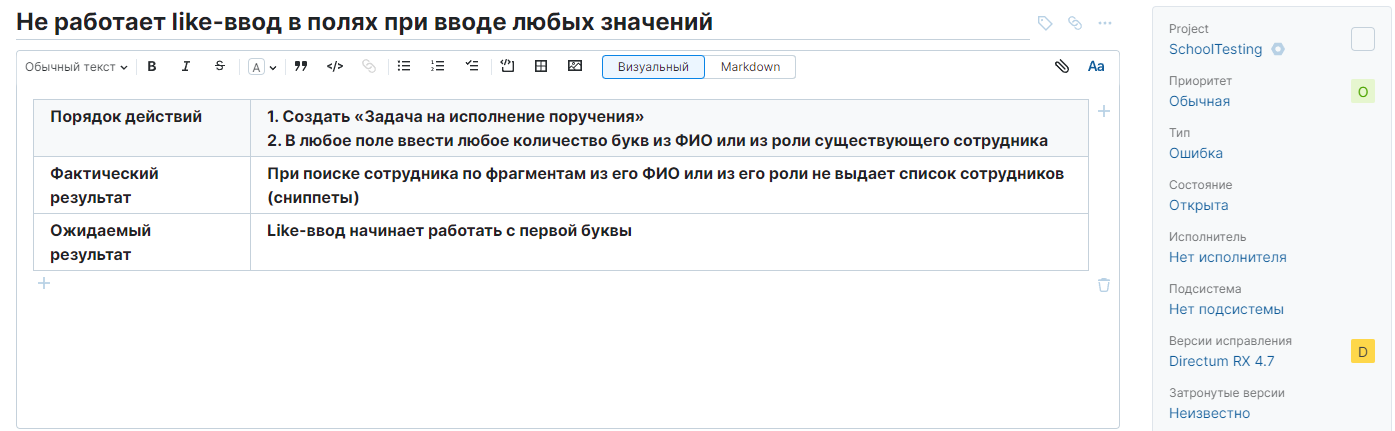 Не работает like-ввод в полях при вводе любых значений
Обычный текст
B
I
S
A
Визуальный
Markdown
Aa
Порядок действий
1. Создать «Задача на исполнение поручения»
2. В любое поле ввести любое количество букв из ФИО или из роли существующего сотрудника
Фактический
результат
При поиске сотрудника по фрагментам из его ФИО или из его роли не выдает список сотрудников
(сниппеты)
Ожидаемый
результат
Like-ввод начинает работать с первой буквы
Project
SchoolTesting
Приоритет
Обычная
О
Тип
Ошибка
Состояние
Открыта
Исполнитель
Нет исполнителя
Подсистема
Нет подсистемы
Версии исправления
Directum RX 4.7
D
Затронутые версии
Неизвестно